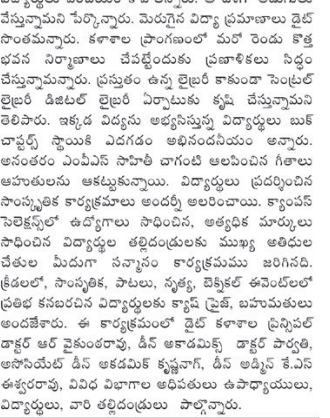 వేస్తున్నామని పేర్కొన్నారు. మెరుగైన విద్యా ప్రమాణాలు డైట్
సొంతమన్నారు. కళాశాల ప్రాంగణంలో మరో రెండు కొత్త
భవన నిర్మాణాలు చేపట్టేందుకు ప్రణాళికలు సిద్ధం
చేస్తున్నామన్నారు. ప్రస్తుతం ఉన్న లైబ్రరీ కాకుండా సెంట్రల్
లైబ్రరీ డిజిటల్ లైబ్రరీ ఏర్పాటుకు కృషి చేస్తున్నామని
తెలిపారు. ఇక్కడ విద్యను అభ్యసిస్తున్న విద్యార్థులు బుక్
చాప్టర్స్ స్థాయికి ఎదగడం అభినందనీయం అన్నారు.
అనంతరం ఎంవీఎస్ సాహితీ చాగంటి ఆలపించిన గీతాలు
ఆహుతులను ఆకట్టుకున్నాయి. విద్యార్థులు ప్రదర్శించిన
సాంస్కృతిక కార్యక్రమాలు అందర్నీ అలరించాయి. క్యాంపస్
సెలెక్షన్స్‌లో ఉద్యోగాలు సాధించిన, అత్యధిక మార్కులు
సాధించిన విద్యార్థుల తల్లిదండ్రులకు ముఖ్య అతిథుల
చేతుల మీదుగా సన్మానం కార్యక్రమము జరిగినది.
క్రీడలలో, సాంసృతిక, పాటలు, నృత్య, టెక్నికల్ ఈవెంట్‌లలో
ప్రతిభ కనబరచిన విద్యార్థులకు క్యాష్ ప్రైజ్, బహుమతులు
అందజేశారు. ఈ కార్యక్రమంలో డైట్ కళాశాల ప్రిన్సిపల్
డాక్టర్ ఆర్ వైకుంఠరావు, డీన్ అకాడమిక్స్ డాక్టర్ పార్వతి,
అసోసియేట్ డీన్ అకడమిక్ కృష్ణనాగ్, డీన్ అడ్మిన్ కే.ఎస్
ఈశ్వరరావు, వివిధ విభాగాల అధిపతులు ఉపాధ్యాయులు,
విద్యార్థులు, వారి తల్లిదండ్రులు పాల్గొన్నారు.